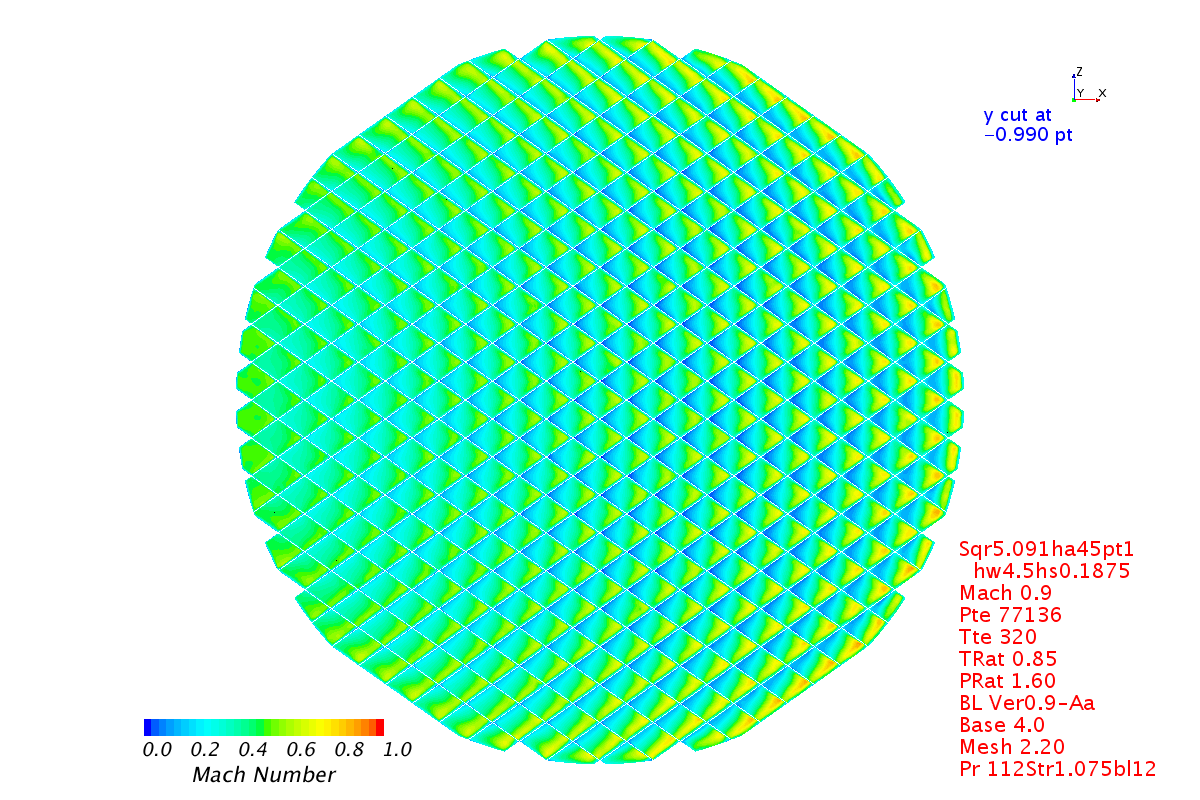 Z
Y X
y cut at
−0.990 pt
Sqr5.091ha45pt1
hw4.5hs0.1875
Mach 0.9
Pte 77136
Tte 320
TRat 0.85
PRat 1.60
BL Ver0.9−Aa
Base 4.0
Mesh 2.20
Pr 112Str1.075bl12
0.0 0.2 0.4 0.6 0.8 1.0
Mach Number